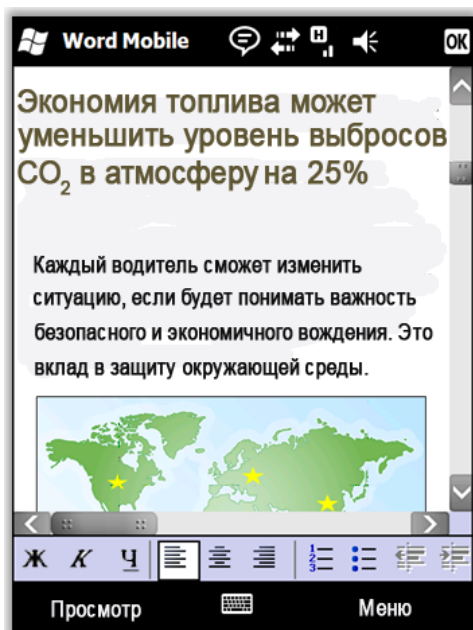 Word Mobile
H
OK
Экономия топлива может
уменьшить уровень выбросов
CO₂ в атмосферу на 25%
Каждый водитель сможет изменить
ситуацию, если будет понимать важность
безопасного и экономичного вождения. Это
вклад в защиту окружающей среды.
Ж К Ч
Просмотр Меню